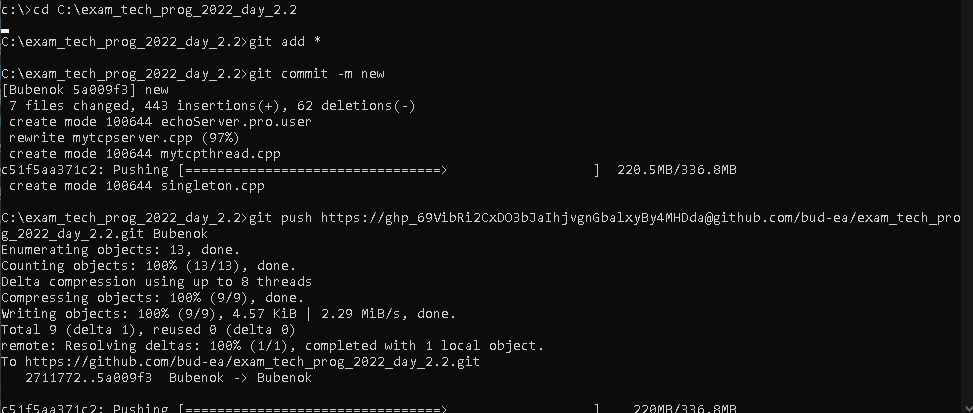 c:\>cd C:\exam_tech_prog_2022_day_2.2
C:\exam_tech_prog_2022_day_2.2>git add *
C:\exam_tech_prog_2022_day_2.2>git commit -m new
[Bubenok 5a009f3] new
7 files changed, 443 insertions(+), 62 deletions(-)
create mode 100644 echoServer.pro.user
rewrite mytcpserver.cpp (97%)
create mode 100644 mytcpthread.cpp
c51f5aa371c2: Pushing [================================>                  ]  220.5MB/336.8MB
create mode 100644 singleton.cpp
C:\exam_tech_prog_2022_day_2.2>git push https://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@github.com/bud-ea/exam_tech_pro
g_2022_day_2.2.git Bubenok
Enumerating objects: 13, done.
Counting objects: 100% (13/13), done.
Delta compression using up to 8 threads
Compressing objects: 100% (9/9), done.
Writing objects: 100% (9/9), 4.57 KiB | 2.29 MiB/s, done.
Total 9 (delta 1), reused 0 (delta 0)
remote: Resolving deltas: 100% (1/1), completed with 1 local object.
To https://github.com/bud-ea/exam_tech_prog_2022_day_2.2.git
2711772..5a009f3  Bubenok -> Bubenok
c51f5aa371c2: Pushing [================================>                  ]    220MB/336.8MB